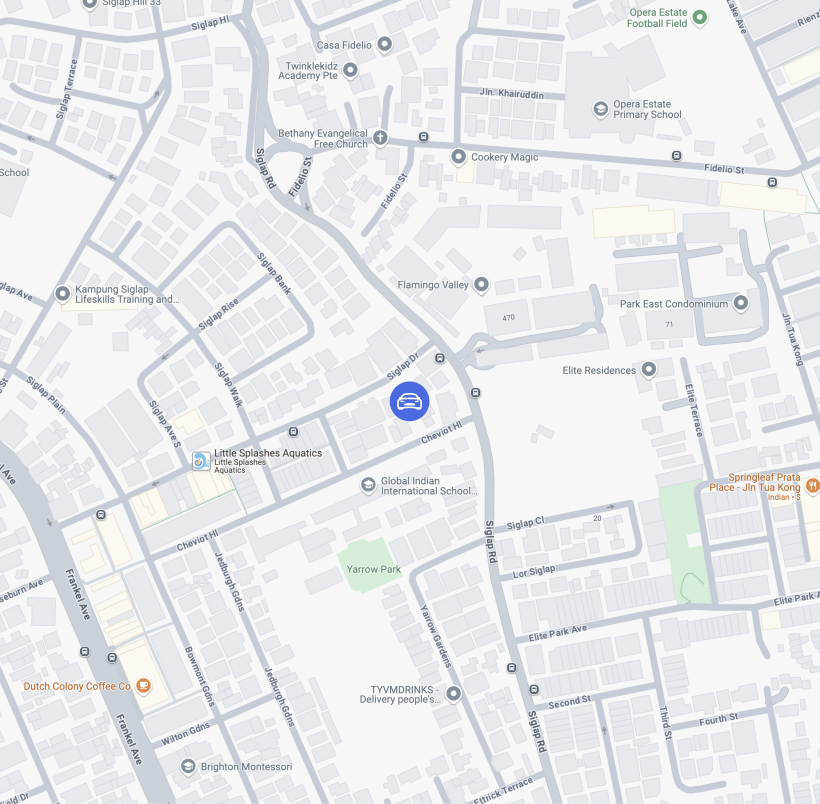 Siglap Hill 33
Siglap Hl
Opera Estate
Football Field
Lake Ave
Casa Fidelio
Twinklekidz
Academy Pte
Siglap Terrace
Jln. Khairuddin
Opera Estate
Primary School
Bethany Evangelical
Free Church
Cookery Magic
Siglap Rd
Fidelio St
Fidelio St
Fidelio St
School
Siglap Bank
Kampung Siglap
Lifeskills Training and...
Siglap Rise
Flamingo Valley
470
71
Park East Condominium
Jln Tua Kong
Siglap Dr
Siglap Walk
Elite Residences
Siglap Plain
Siglap Ave S
Elite Terrace
Cheviot Hl
Little Splashes Aquatics
Little Splashes
Aquatics
Global Indian
International School...
Springleaf Prata
Place - Jln Tua Kong
Indian • S
Cheviot Hl
Siglap Cl
20
Siglap Rd
Yarrow Park
Lor Siglap
Jedburgh Gdns
Frankel Ave
Yarrow Gardens
Elite Park Ave
Elite Park A
Bowmont Gdns
Dutch Colony Coffee Co
Jedburgh Gdns
TYVMDRINKS -
Delivery people's...
Second St
Third St
Fourth St
Siglap Rd
Frankel Ave
Wilton Gdns
Brighton Montessori
Ettrick Terrace